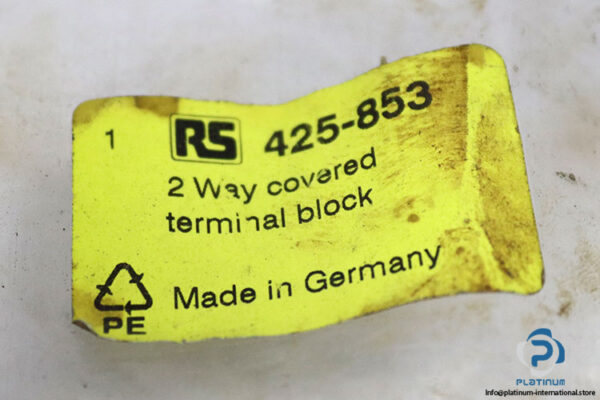 1
RS 425-853
2 Way covered
terminal block
Made in Germany
PE
PLATINUM
Info@platinum-international.store